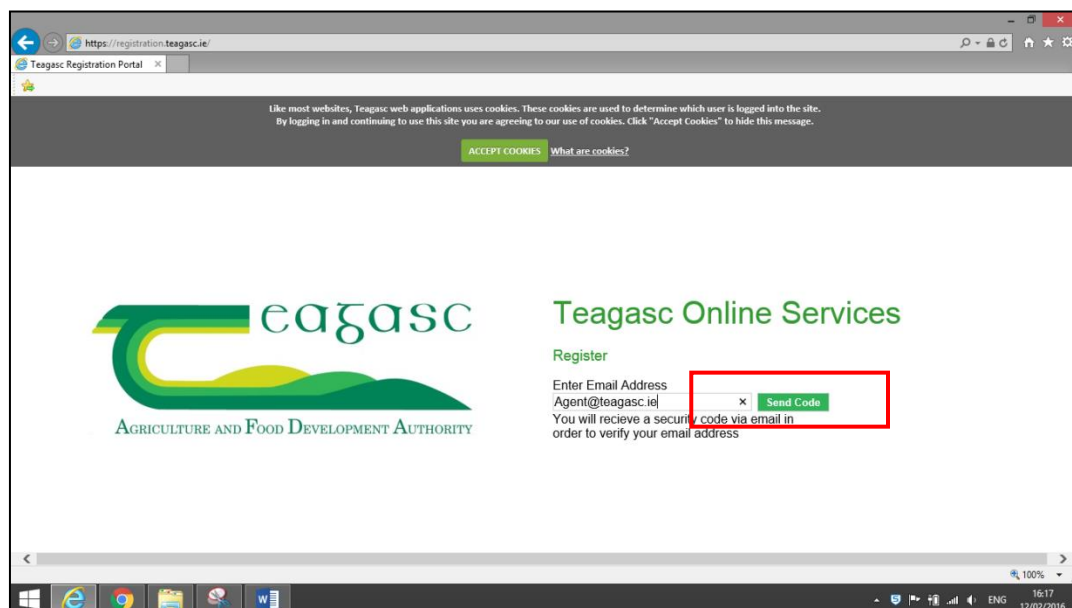 https://registration.teagasc.ie/
Teagasc Registration Portal
Like most websites, Teagasc web applications uses cookies. These cookies are used to determine which user is logged into the site.
By logging in and continuing to use this site you are agreeing to our use of cookies. Click "Accept Cookies" to hide this message.
ACCEPT COOKIES What are cookies?
eagasc
AGRICULTURE AND FOOD DEVELOPMENT AUTHORITY
Teagasc Online Services
Register
Enter Email Address
Agent@teagasc.ie
Send Code
You will recieve a security code via email in
order to verify your email address
100%
ENG
16:17
12/02/2016